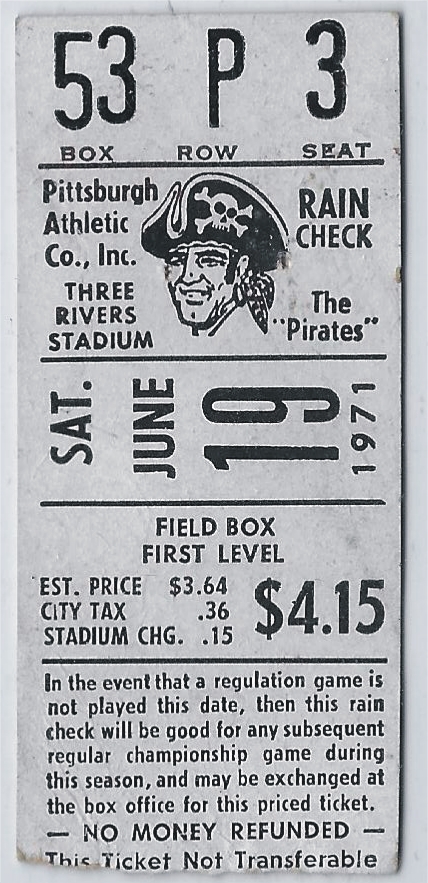 53 P 3
BOX ROW SEAT
Pittsburgh
Athletic
Co., Inc.
THREE
RIVERS
STADIUM
RAIN
CHECK
The
"Pirates"
SAT. JUNE 19 1971
FIELD BOX
FIRST LEVEL
EST. PRICE $3.64
CITY TAX .36
STADIUM CHG. .15
$4.15
In the event that a regulation game is
not played this date, then this rain
check will be good for any subsequent
regular championship game during
this season, and may be exchanged at
the box office for this priced ticket.
— NO MONEY REFUNDED —
This Ticket Not Transferable